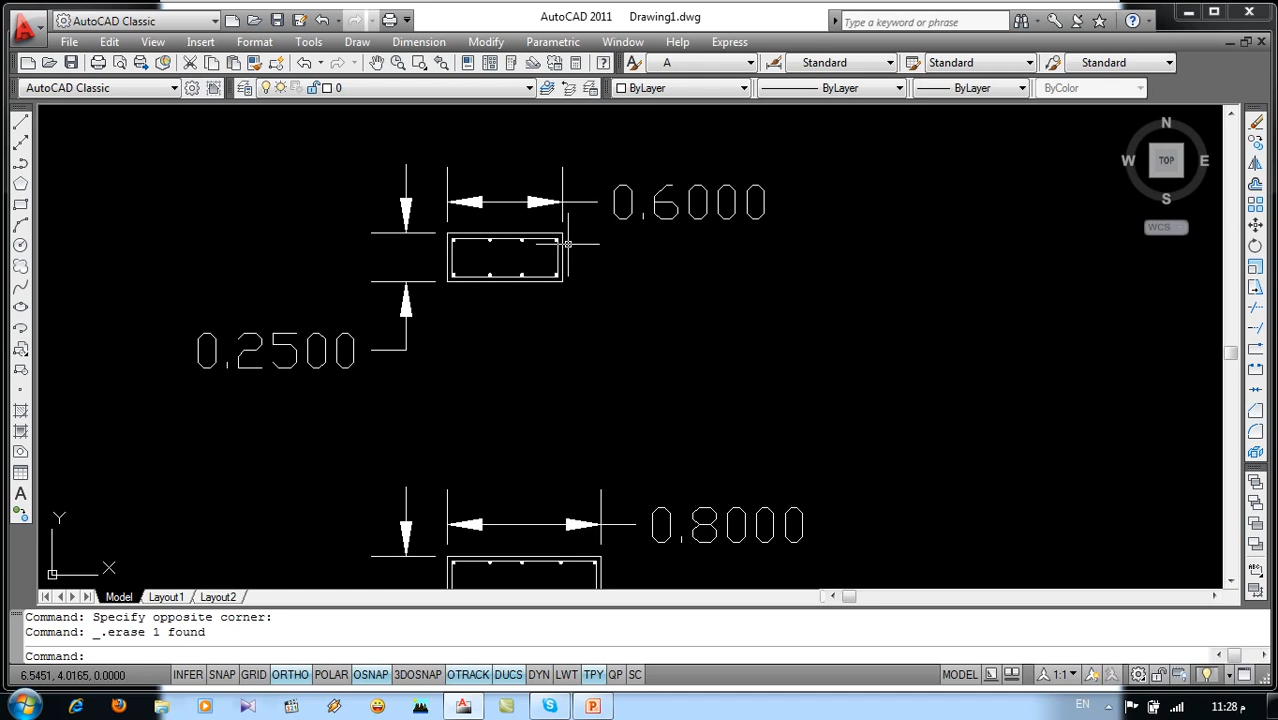 AutoCAD Classic
AutoCAD 2011 Drawing1.dwg
Type a keyword or phrase
File Edit View Insert Format Tools Draw Dimension Modify Parametric Window Help Express
A Standard Standard Standard
AutoCAD Classic 0 ByLayer ByLayer ByLayer ByColor
N
W TOP E
S
WCS
0.6000
0.2500
0.8000
Y
X
Model Layout1 Layout2
Command: Specify opposite corner:
Command: _.erase 1 found
Command:
6.5451, 4.0165, 0.0000 INFER SNAP GRID ORTHO POLAR OSNAP 3DOSNAP OTRACK DUCS DYN LWT TPY QP SC MODEL 1:1
EN 11:28 م